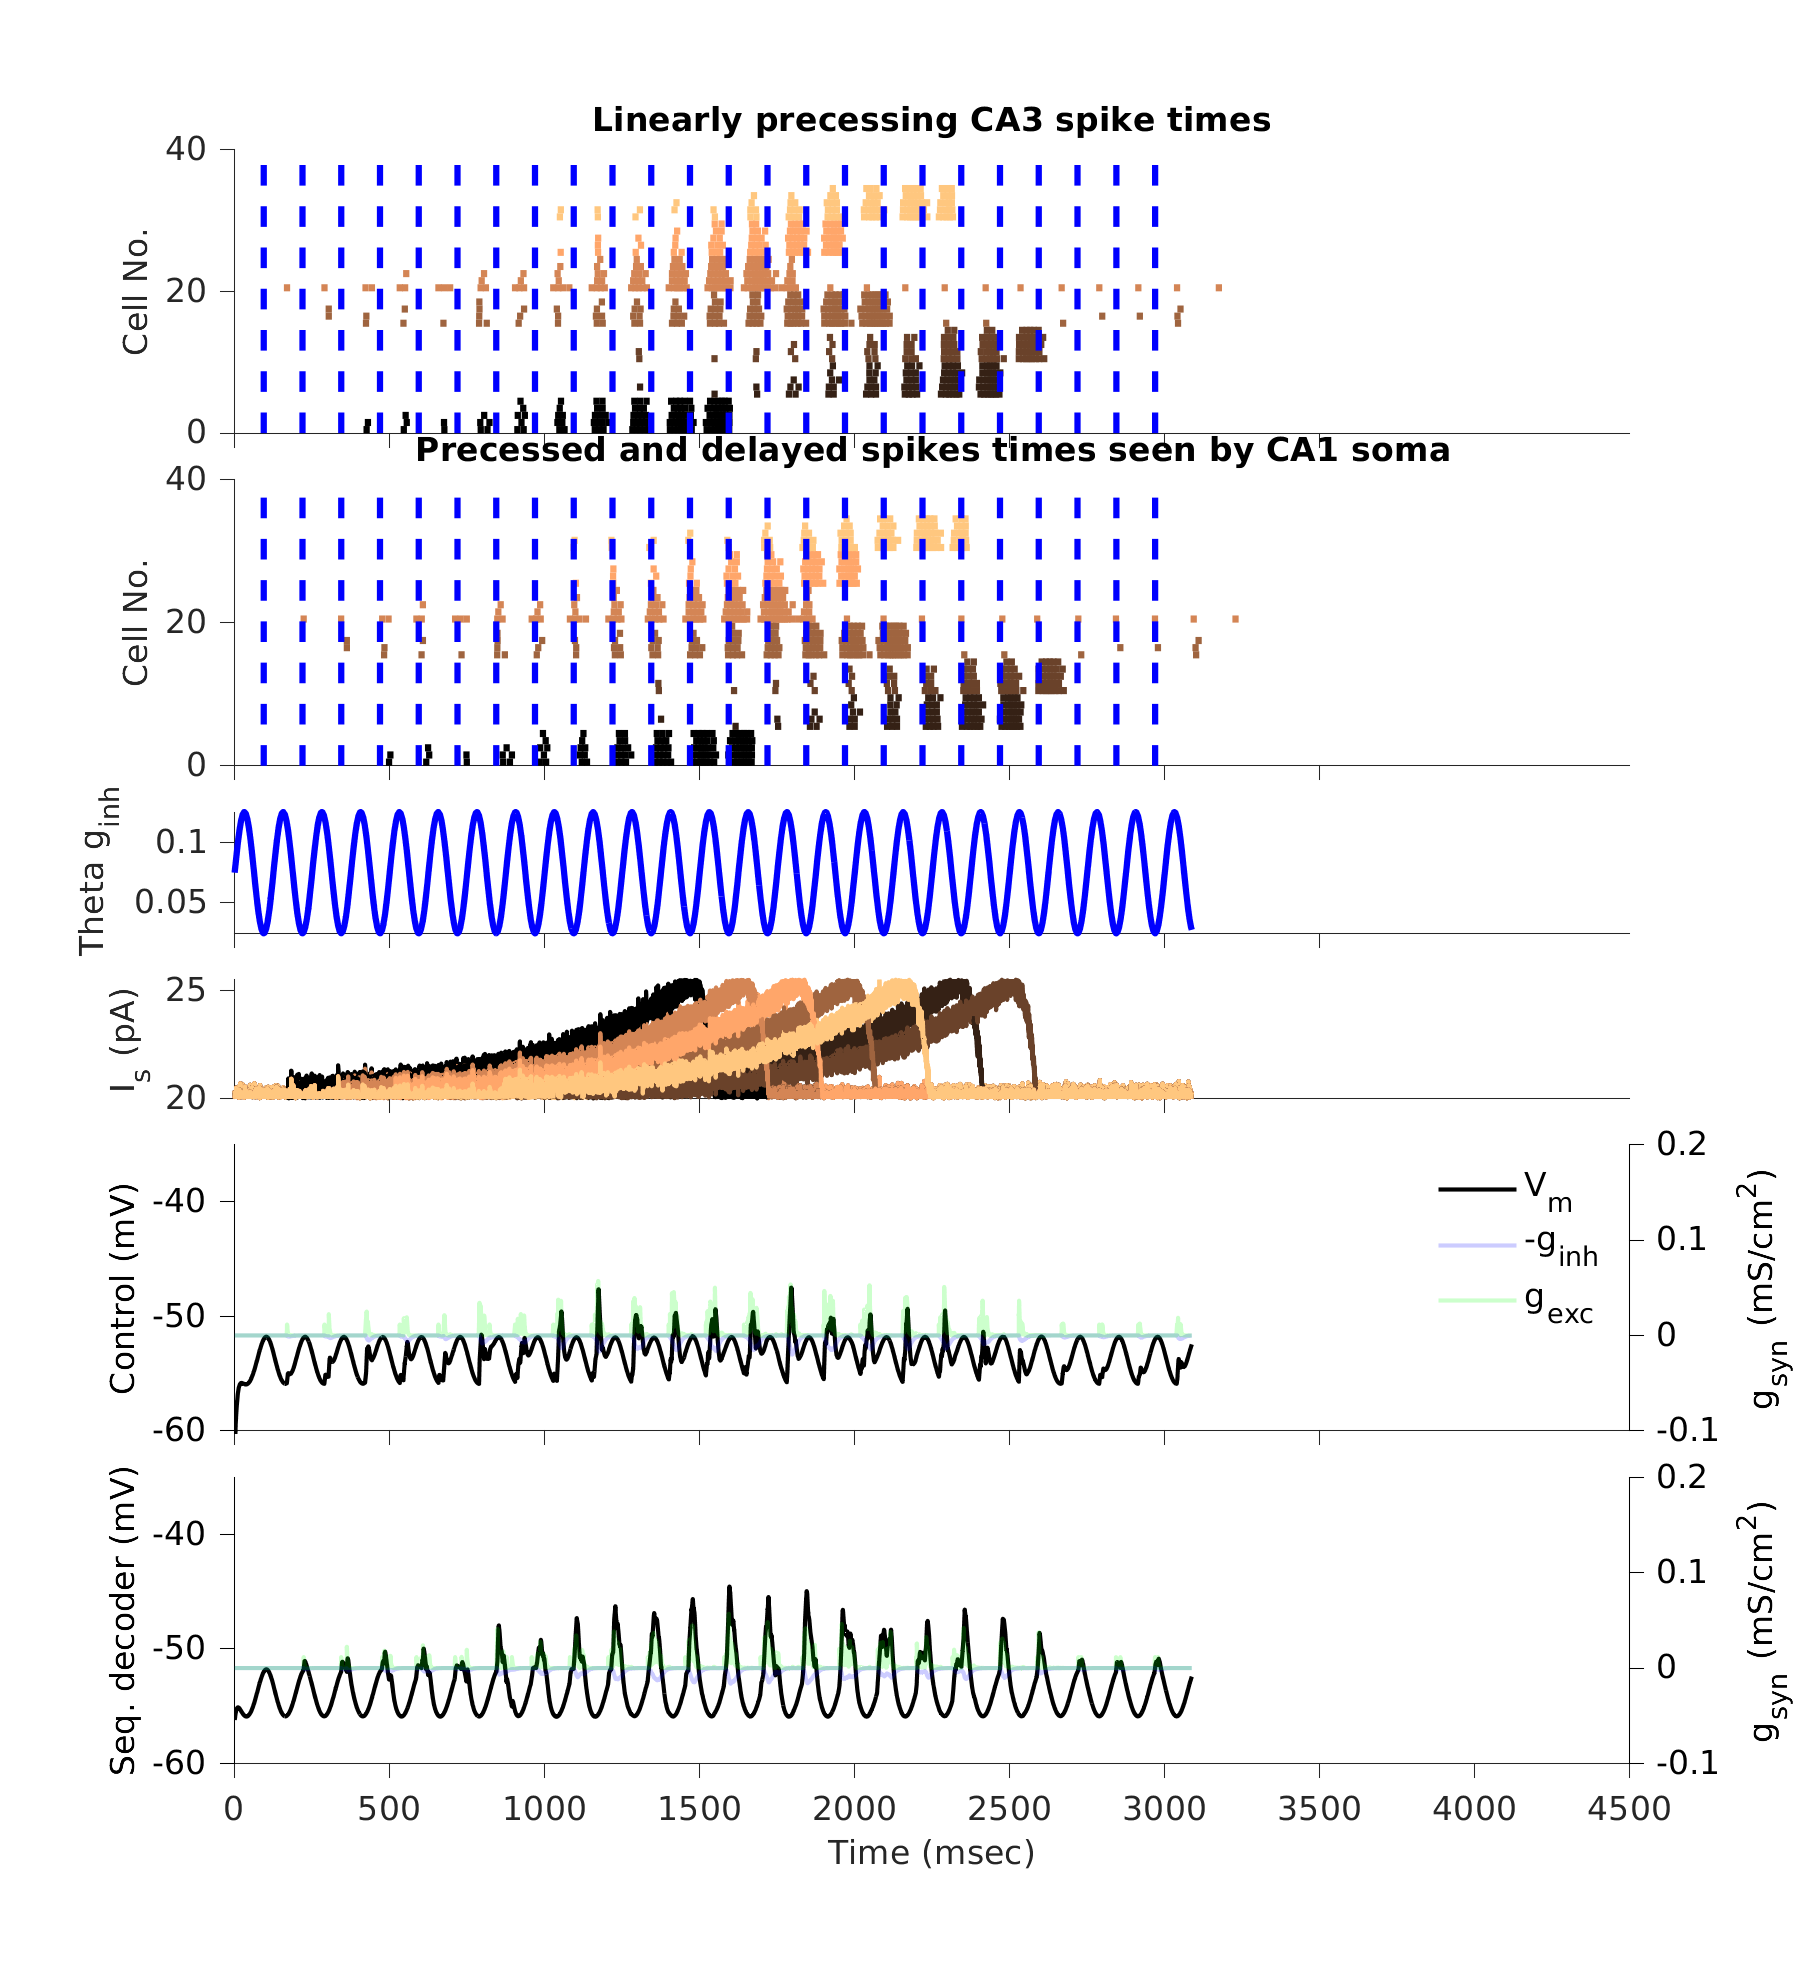 Linearly precessing CA3 spike times
40
20
0
Cell No.
Precessed and delayed spikes times seen by CA1 soma
40
20
0
Cell No.
0.1
0.05
Theta g_inh
25
20
I_s (pA)
-40
-50
-60
Control (mV)
V_m
-g_inh
g_exc
0.2
0.1
0
-0.1
g_syn (mS/cm^2)
-40
-50
-60
Seq. decoder (mV)
0.2
0.1
0
-0.1
g_syn (mS/cm^2)
0 500 1000 1500 2000 2500 3000 3500 4000 4500
Time (msec)